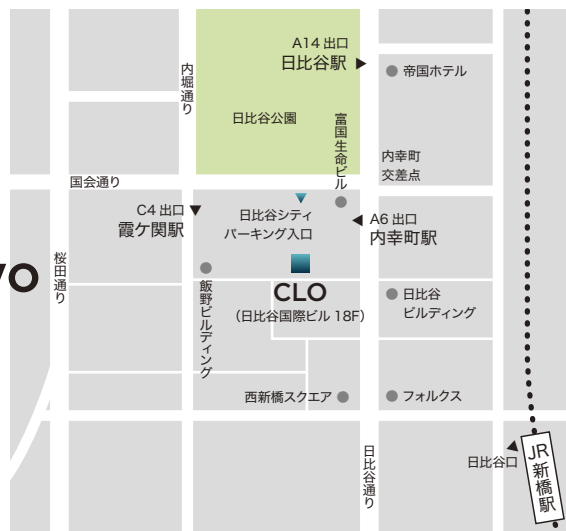 A14 出口
日比谷駅
帝国ホテル
内堀通り
日比谷公園
富国生命ビル
内幸町
交差点
国会通り
C4 出口
霞ケ関駅
日比谷シティ
パーキング入口
A6 出口
内幸町駅
桜田通り
YO
飯野ビルディング
CLO
（日比谷国際ビル 18F）
日比谷
ビルディング
西新橋スクエア
フォルクス
日比谷通り
日比谷口
JR新橋駅